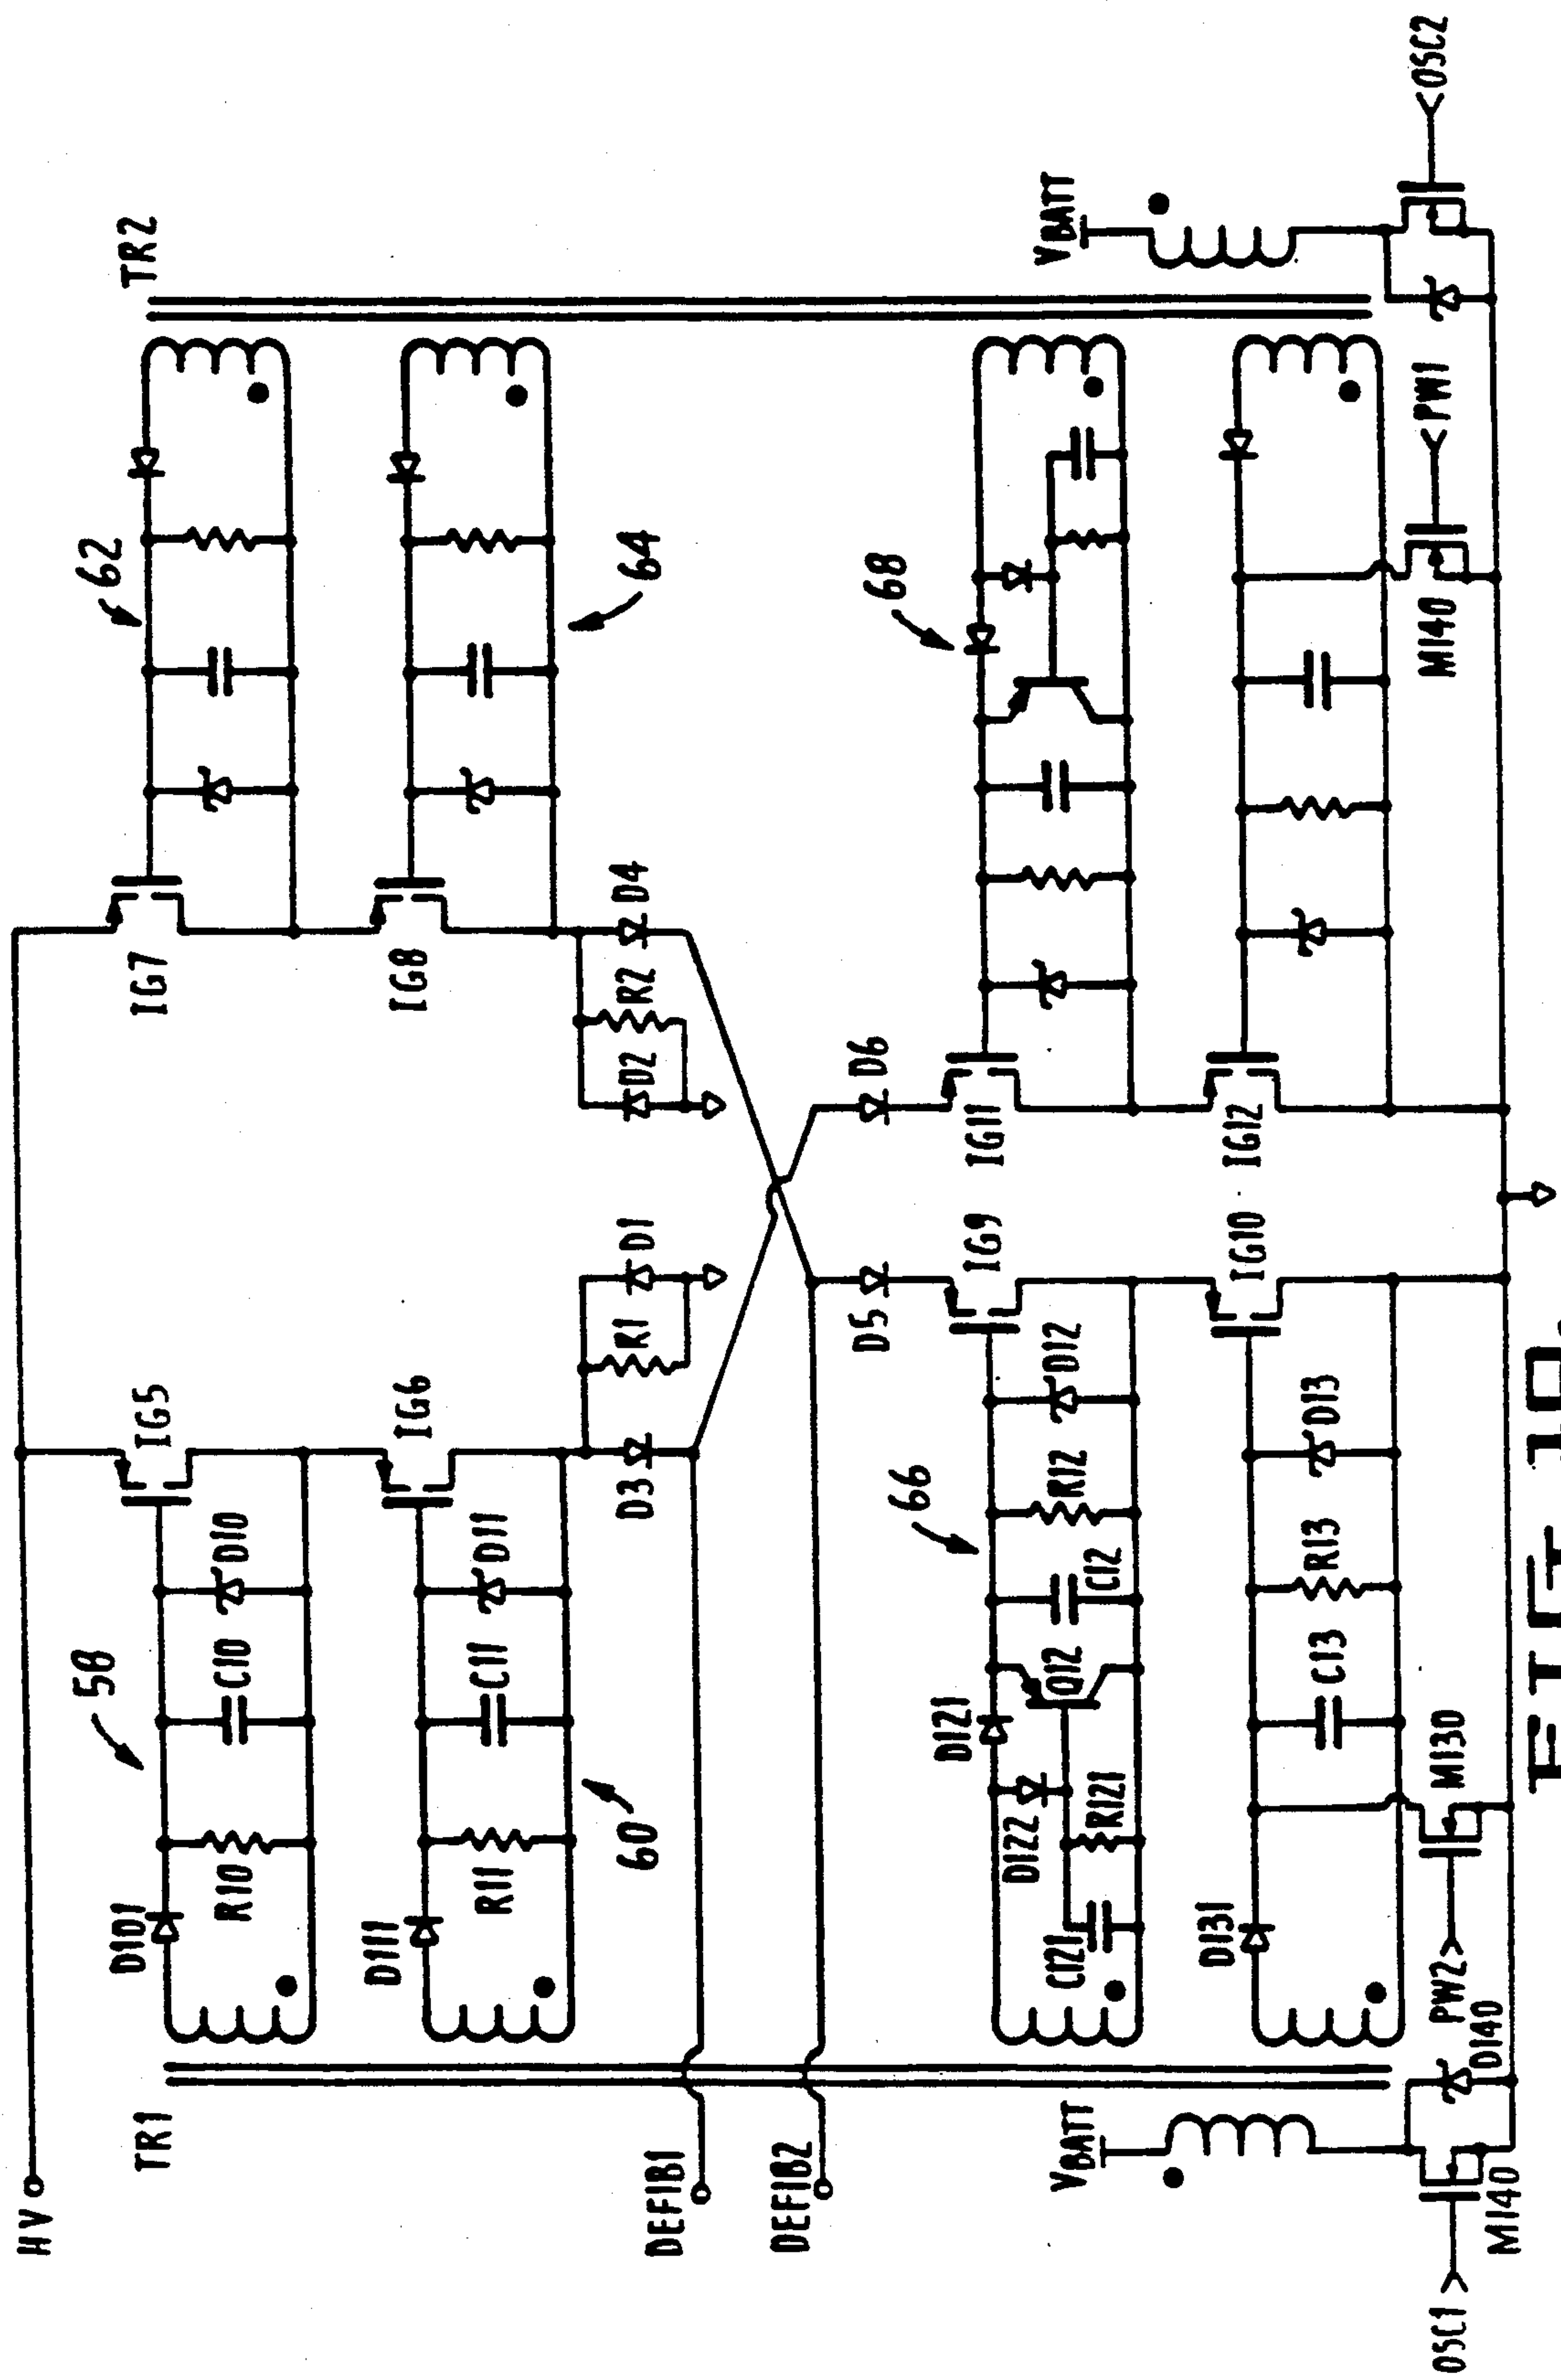 HV
58
62
TR1
D101
IG5
IG7
TR2
R10
C10
D10
D111
IG6
IG8
R11
C11
D11
60
64
DEFIB1
D3
R1
D1
D2
R2
D4
DEFIB2
D5
D6
66
68
D121
IG9
IG11
D122
C121
R121
Q12
C12
R12
D12
VBATT
VBATT
D131
IG10
IG12
C13
R13
D13
OSC1
PW2
M130
M140
PW1
OSC2
M140
D140
FIG. 10.